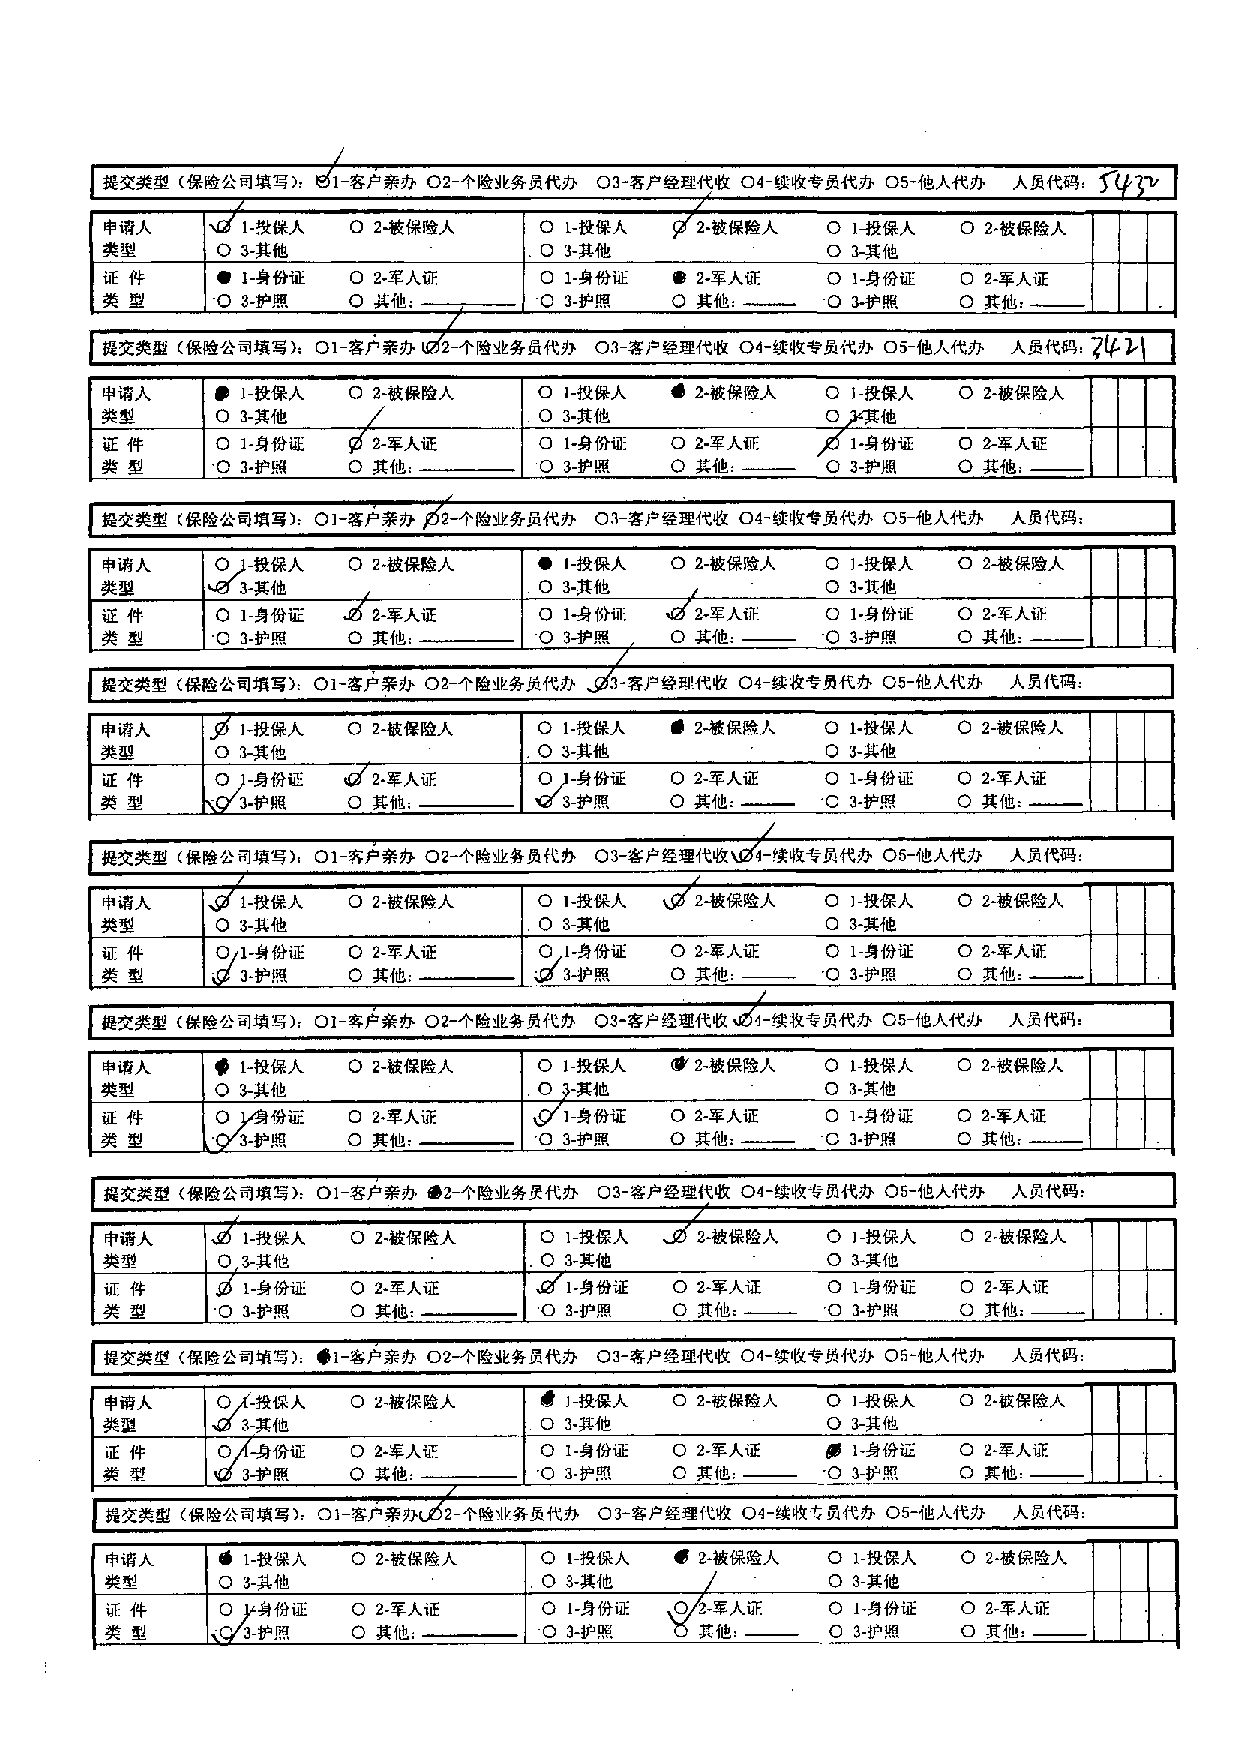 提交类型（保险公司填写）：○1-客户亲办 ○2-个险业务员代办 ○3-客户经理代收 ○4-续收专员代办 ○5-他人代办 人员代码：5432
申请人 ○ 1-投保人 ○ 2-被保险人 ○ 1-投保人 ○ 2-被保险人 ○ 1-投保人 ○ 2-被保险人
类型 ○ 3-其他 ○ 3-其他 ○ 3-其他
证 件 ● 1-身份证 ○ 2-军人证 ○ 1-身份证 ● 2-军人证 ○ 1-身份证 ○ 2-军人证
类 型 ○ 3-护照 ○ 其他：____ ○ 3-护照 ○ 其他：____ ○ 3-护照 ○ 其他：____
提交类型（保险公司填写）：○1-客户亲办 ○2-个险业务员代办 ○3-客户经理代收 ○4-续收专员代办 ○5-他人代办 人员代码：3421
申请人 ● 1-投保人 ○ 2-被保险人 ○ 1-投保人 ● 2-被保险人 ○ 1-投保人 ○ 2-被保险人
类型 ○ 3-其他 ○ 3-其他 ○ 3-其他
证 件 ○ 1-身份证 ○ 2-军人证 ○ 1-身份证 ○ 2-军人证 ○ 1-身份证 ○ 2-军人证
类 型 ○ 3-护照 ○ 其他：____ ○ 3-护照 ○ 其他：____ ○ 3-护照 ○ 其他：____
提交类型（保险公司填写）：○1-客户亲办 ○2-个险业务员代办 ○3-客户经理代收 ○4-续收专员代办 ○5-他人代办 人员代码：
申请人 ○ 1-投保人 ○ 2-被保险人 ● 1-投保人 ○ 2-被保险人 ○ 1-投保人 ○ 2-被保险人
类型 ○ 3-其他 ○ 3-其他 ○ 3-其他
证 件 ○ 1-身份证 ○ 2-军人证 ○ 1-身份证 ○ 2-军人证 ○ 1-身份证 ○ 2-军人证
类 型 ○ 3-护照 ○ 其他：____ ○ 3-护照 ○ 其他：____ ○ 3-护照 ○ 其他：____
提交类型（保险公司填写）：○1-客户亲办 ○2-个险业务员代办 ○3-客户经理代收 ○4-续收专员代办 ○5-他人代办 人员代码：
申请人 ○ 1-投保人 ○ 2-被保险人 ○ 1-投保人 ● 2-被保险人 ○ 1-投保人 ○ 2-被保险人
类型 ○ 3-其他 ○ 3-其他 ○ 3-其他
证 件 ○ 1-身份证 ○ 2-军人证 ○ 1-身份证 ○ 2-军人证 ○ 1-身份证 ○ 2-军人证
类 型 ○ 3-护照 ○ 其他：____ ○ 3-护照 ○ 其他：____ ○ 3-护照 ○ 其他：____
提交类型（保险公司填写）：○1-客户亲办 ○2-个险业务员代办 ○3-客户经理代收 ○4-续收专员代办 ○5-他人代办 人员代码：
申请人 ○ 1-投保人 ○ 2-被保险人 ○ 1-投保人 ○ 2-被保险人 ○ 1-投保人 ○ 2-被保险人
类型 ○ 3-其他 ○ 3-其他 ○ 3-其他
证 件 ○ 1-身份证 ○ 2-军人证 ○ 1-身份证 ○ 2-军人证 ○ 1-身份证 ○ 2-军人证
类 型 ○ 3-护照 ○ 其他：____ ○ 3-护照 ○ 其他：____ ○ 3-护照 ○ 其他：____
提交类型（保险公司填写）：○1-客户亲办 ○2-个险业务员代办 ○3-客户经理代收 ○4-续收专员代办 ○5-他人代办 人员代码：
申请人 ● 1-投保人 ○ 2-被保险人 ○ 1-投保人 ● 2-被保险人 ○ 1-投保人 ○ 2-被保险人
类型 ○ 3-其他 ○ 3-其他 ○ 3-其他
证 件 ○ 1-身份证 ○ 2-军人证 ○ 1-身份证 ○ 2-军人证 ○ 1-身份证 ○ 2-军人证
类 型 ○ 3-护照 ○ 其他：____ ○ 3-护照 ○ 其他：____ ○ 3-护照 ○ 其他：____
提交类型（保险公司填写）：○1-客户亲办 ●2-个险业务员代办 ○3-客户经理代收 ○4-续收专员代办 ○5-他人代办 人员代码：
申请人 ○ 1-投保人 ○ 2-被保险人 ○ 1-投保人 ○ 2-被保险人 ○ 1-投保人 ○ 2-被保险人
类型 ○ 3-其他 ○ 3-其他 ○ 3-其他
证 件 ○ 1-身份证 ○ 2-军人证 ○ 1-身份证 ○ 2-军人证 ○ 1-身份证 ○ 2-军人证
类 型 ○ 3-护照 ○ 其他：____ ○ 3-护照 ○ 其他：____ ○ 3-护照 ○ 其他：____
提交类型（保险公司填写）：●1-客户亲办 ○2-个险业务员代办 ○3-客户经理代收 ○4-续收专员代办 ○5-他人代办 人员代码：
申请人 ○ 1-投保人 ○ 2-被保险人 ● 1-投保人 ○ 2-被保险人 ○ 1-投保人 ○ 2-被保险人
类型 ○ 3-其他 ○ 3-其他 ○ 3-其他
证 件 ○ 1-身份证 ○ 2-军人证 ○ 1-身份证 ○ 2-军人证 ● 1-身份证 ○ 2-军人证
类 型 ○ 3-护照 ○ 其他：____ ○ 3-护照 ○ 其他：____ ○ 3-护照 ○ 其他：____
提交类型（保险公司填写）：○1-客户亲办 ○2-个险业务员代办 ○3-客户经理代收 ○4-续收专员代办 ○5-他人代办 人员代码：
申请人 ● 1-投保人 ○ 2-被保险人 ○ 1-投保人 ● 2-被保险人 ○ 1-投保人 ○ 2-被保险人
类型 ○ 3-其他 ○ 3-其他 ○ 3-其他
证 件 ○ 1-身份证 ○ 2-军人证 ○ 1-身份证 ○ 2-军人证 ○ 1-身份证 ○ 2-军人证
类 型 ○ 3-护照 ○ 其他：____ ○ 3-护照 ○ 其他：____ ○ 3-护照 ○ 其他：____